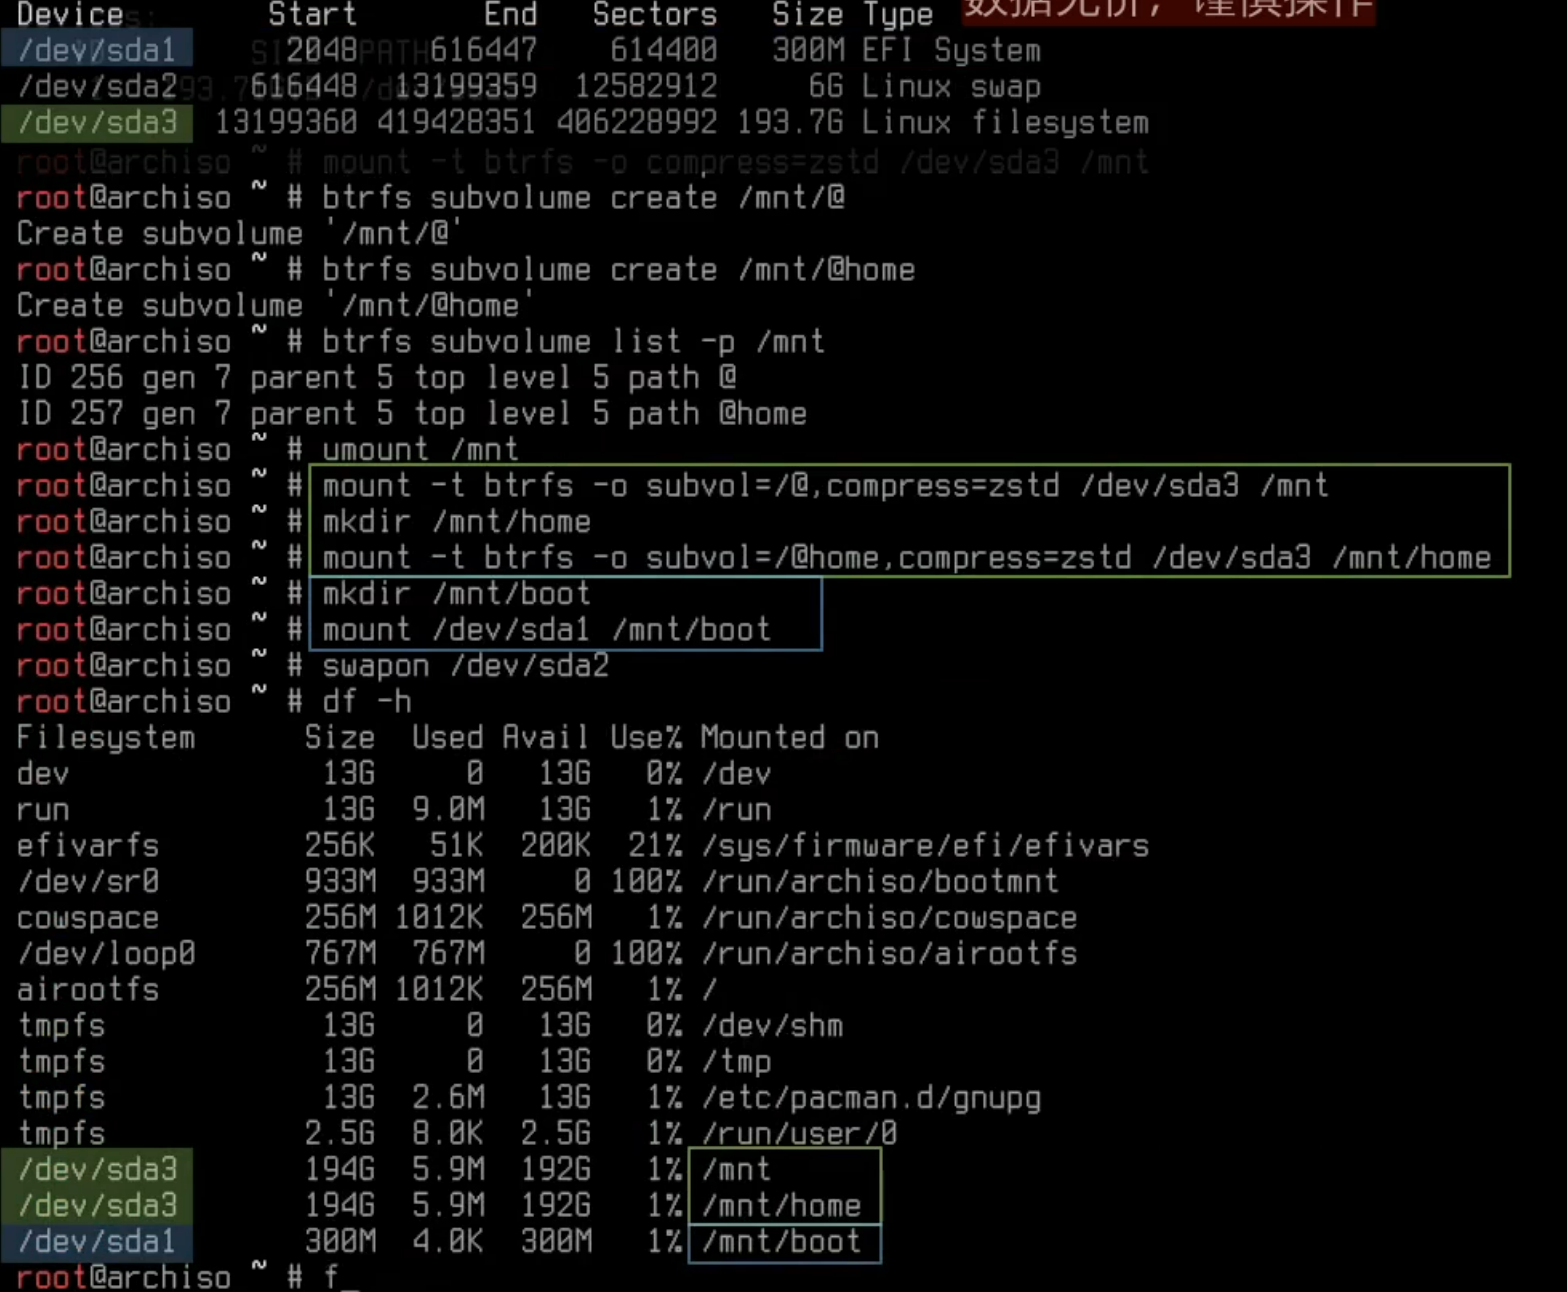 Device Start End Sectors Size Type 数据无价，谨慎操作
/dev/sda1 2048 616447 614400 300M EFI System
/dev/sda2 616448 13199359 12582912 6G Linux swap
/dev/sda3 13199360 419428351 406228992 193.7G Linux filesystem
root@archiso ~ # mount -t btrfs -o compress=zstd /dev/sda3 /mnt
root@archiso ~ # btrfs subvolume create /mnt/@
Create subvolume '/mnt/@'
root@archiso ~ # btrfs subvolume create /mnt/@home
Create subvolume '/mnt/@home'
root@archiso ~ # btrfs subvolume list -p /mnt
ID 256 gen 7 parent 5 top level 5 path @
ID 257 gen 7 parent 5 top level 5 path @home
root@archiso ~ # umount /mnt
root@archiso ~ # mount -t btrfs -o subvol=/@,compress=zstd /dev/sda3 /mnt
root@archiso ~ # mkdir /mnt/home
root@archiso ~ # mount -t btrfs -o subvol=/@home,compress=zstd /dev/sda3 /mnt/home
root@archiso ~ # mkdir /mnt/boot
root@archiso ~ # mount /dev/sda1 /mnt/boot
root@archiso ~ # swapon /dev/sda2
root@archiso ~ # df -h
Filesystem Size Used Avail Use% Mounted on
dev 13G 0 13G 0% /dev
run 13G 9.0M 13G 1% /run
efivarfs 256K 51K 200K 21% /sys/firmware/efi/efivars
/dev/sr0 933M 933M 0 100% /run/archiso/bootmnt
cowspace 256M 1012K 256M 1% /run/archiso/cowspace
/dev/loop0 767M 767M 0 100% /run/archiso/airootfs
airootfs 256M 1012K 256M 1% /
tmpfs 13G 0 13G 0% /dev/shm
tmpfs 13G 0 13G 0% /tmp
tmpfs 13G 2.6M 13G 1% /etc/pacman.d/gnupg
tmpfs 2.5G 8.0K 2.5G 1% /run/user/0
/dev/sda3 194G 5.9M 192G 1% /mnt
/dev/sda3 194G 5.9M 192G 1% /mnt/home
/dev/sda1 300M 4.0K 300M 1% /mnt/boot
root@archiso ~ # f_